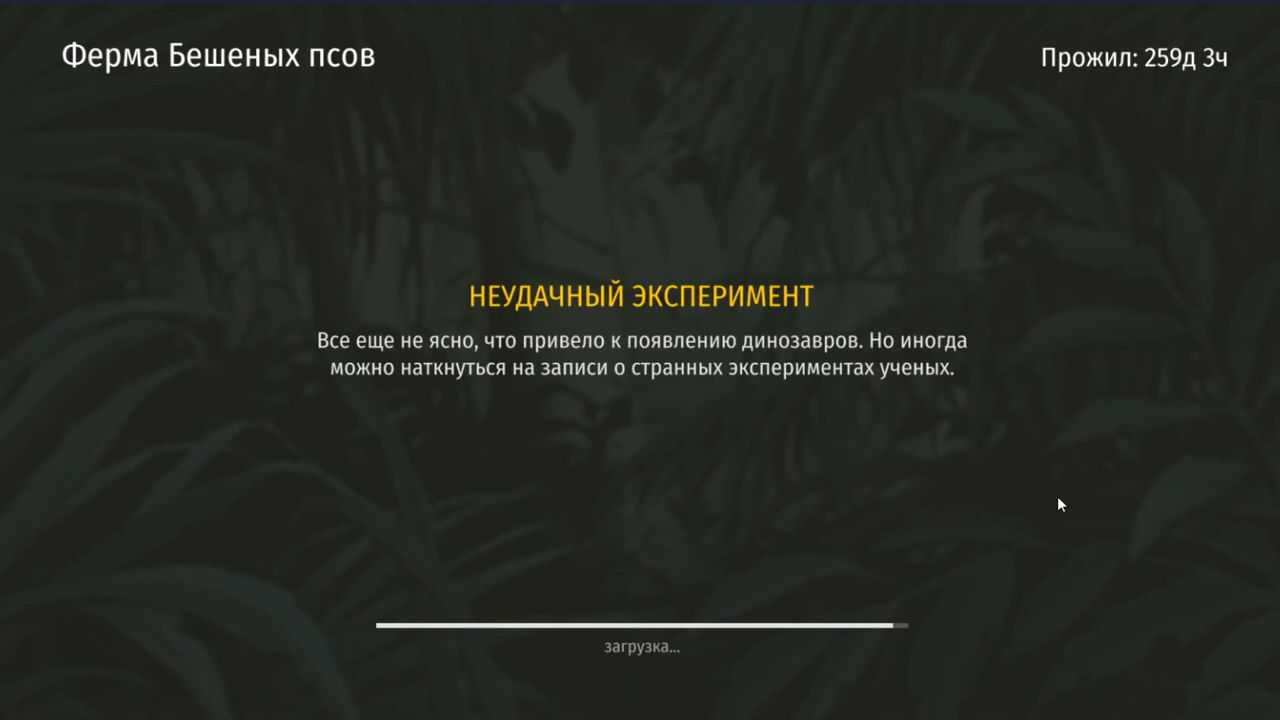 Ферма Бешеных псов
Прожил: 259д 3ч
НЕУДАЧНЫЙ ЭКСПЕРИМЕНТ
Все еще не ясно, что привело к появлению динозавров. Но иногда
можно наткнуться на записи о странных экспериментах ученых.
загрузка...